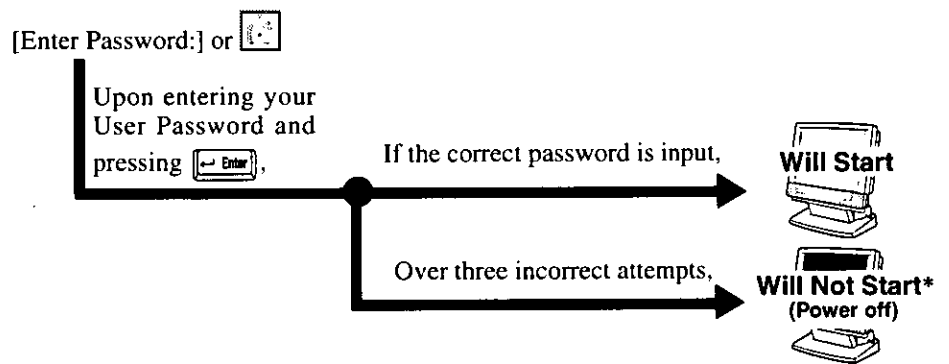 [Enter Password:] or
Upon entering your
User Password and
pressing ↵ Enter,
If the correct password is input,
Will Start
Over three incorrect attempts,
Will Not Start*
(Power off)